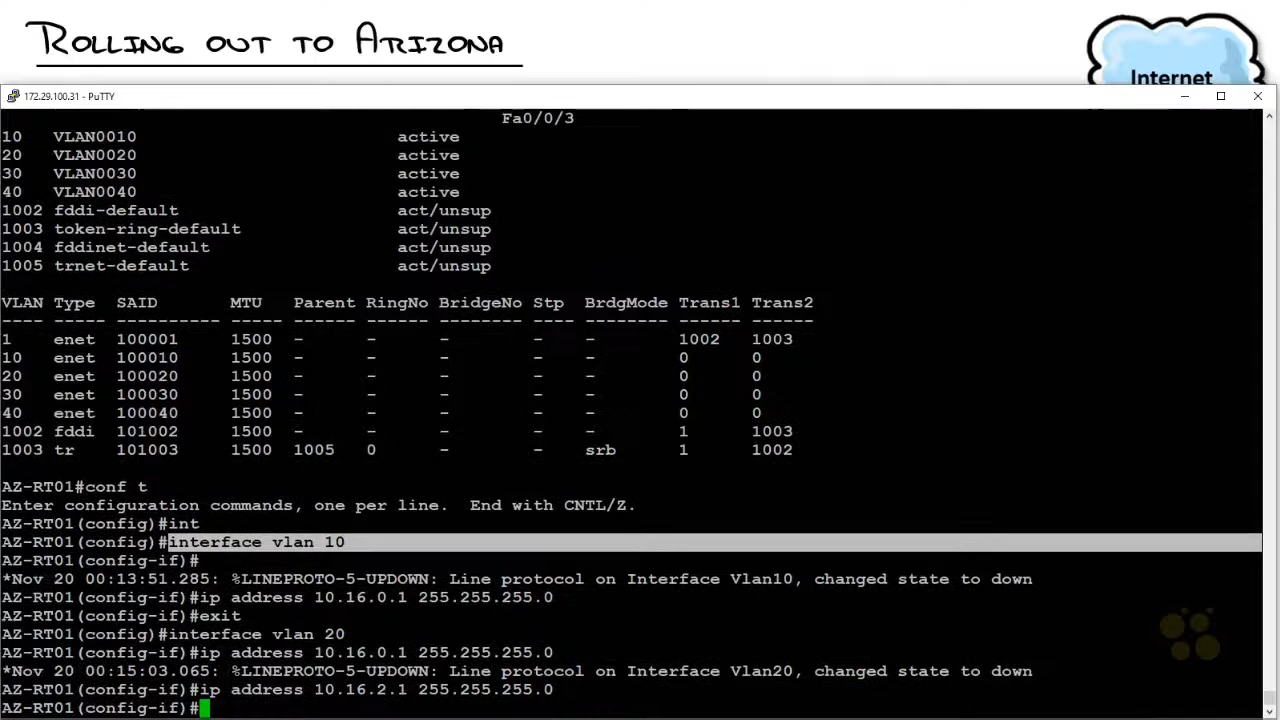 ROLLING OUT TO ARIZONA
Internet
172.29.100.31 - PuTTY
Fa0/0/3
10 VLAN0010 active
20 VLAN0020 active
30 VLAN0030 active
40 VLAN0040 active
1002 fddi-default act/unsup
1003 token-ring-default act/unsup
1004 fddinet-default act/unsup
1005 trnet-default act/unsup
VLAN Type SAID MTU Parent RingNo BridgeNo Stp BrdgMode Trans1 Trans2
---- ----- ---------- ----- ------ ------ -------- ---- -------- ------ ------
1 enet 100001 1500 - - - - - 1002 1003
10 enet 100010 1500 - - - - - 0 0
20 enet 100020 1500 - - - - - 0 0
30 enet 100030 1500 - - - - - 0 0
40 enet 100040 1500 - - - - - 0 0
1002 fddi 101002 1500 - - - - - 1 1003
1003 tr 101003 1500 1005 0 - - srb 1 1002
AZ-RT01#conf t
Enter configuration commands, one per line. End with CNTL/Z.
AZ-RT01(config)#int
AZ-RT01(config)#interface vlan 10
AZ-RT01(config-if)#
*Nov 20 00:13:51.285: %LINEPROTO-5-UPDOWN: Line protocol on Interface Vlan10, changed state to down
AZ-RT01(config-if)#ip address 10.16.0.1 255.255.255.0
AZ-RT01(config-if)#exit
AZ-RT01(config)#interface vlan 20
AZ-RT01(config-if)#ip address 10.16.0.1 255.255.255.0
*Nov 20 00:15:03.065: %LINEPROTO-5-UPDOWN: Line protocol on Interface Vlan20, changed state to down
AZ-RT01(config-if)#ip address 10.16.2.1 255.255.255.0
AZ-RT01(config-if)#